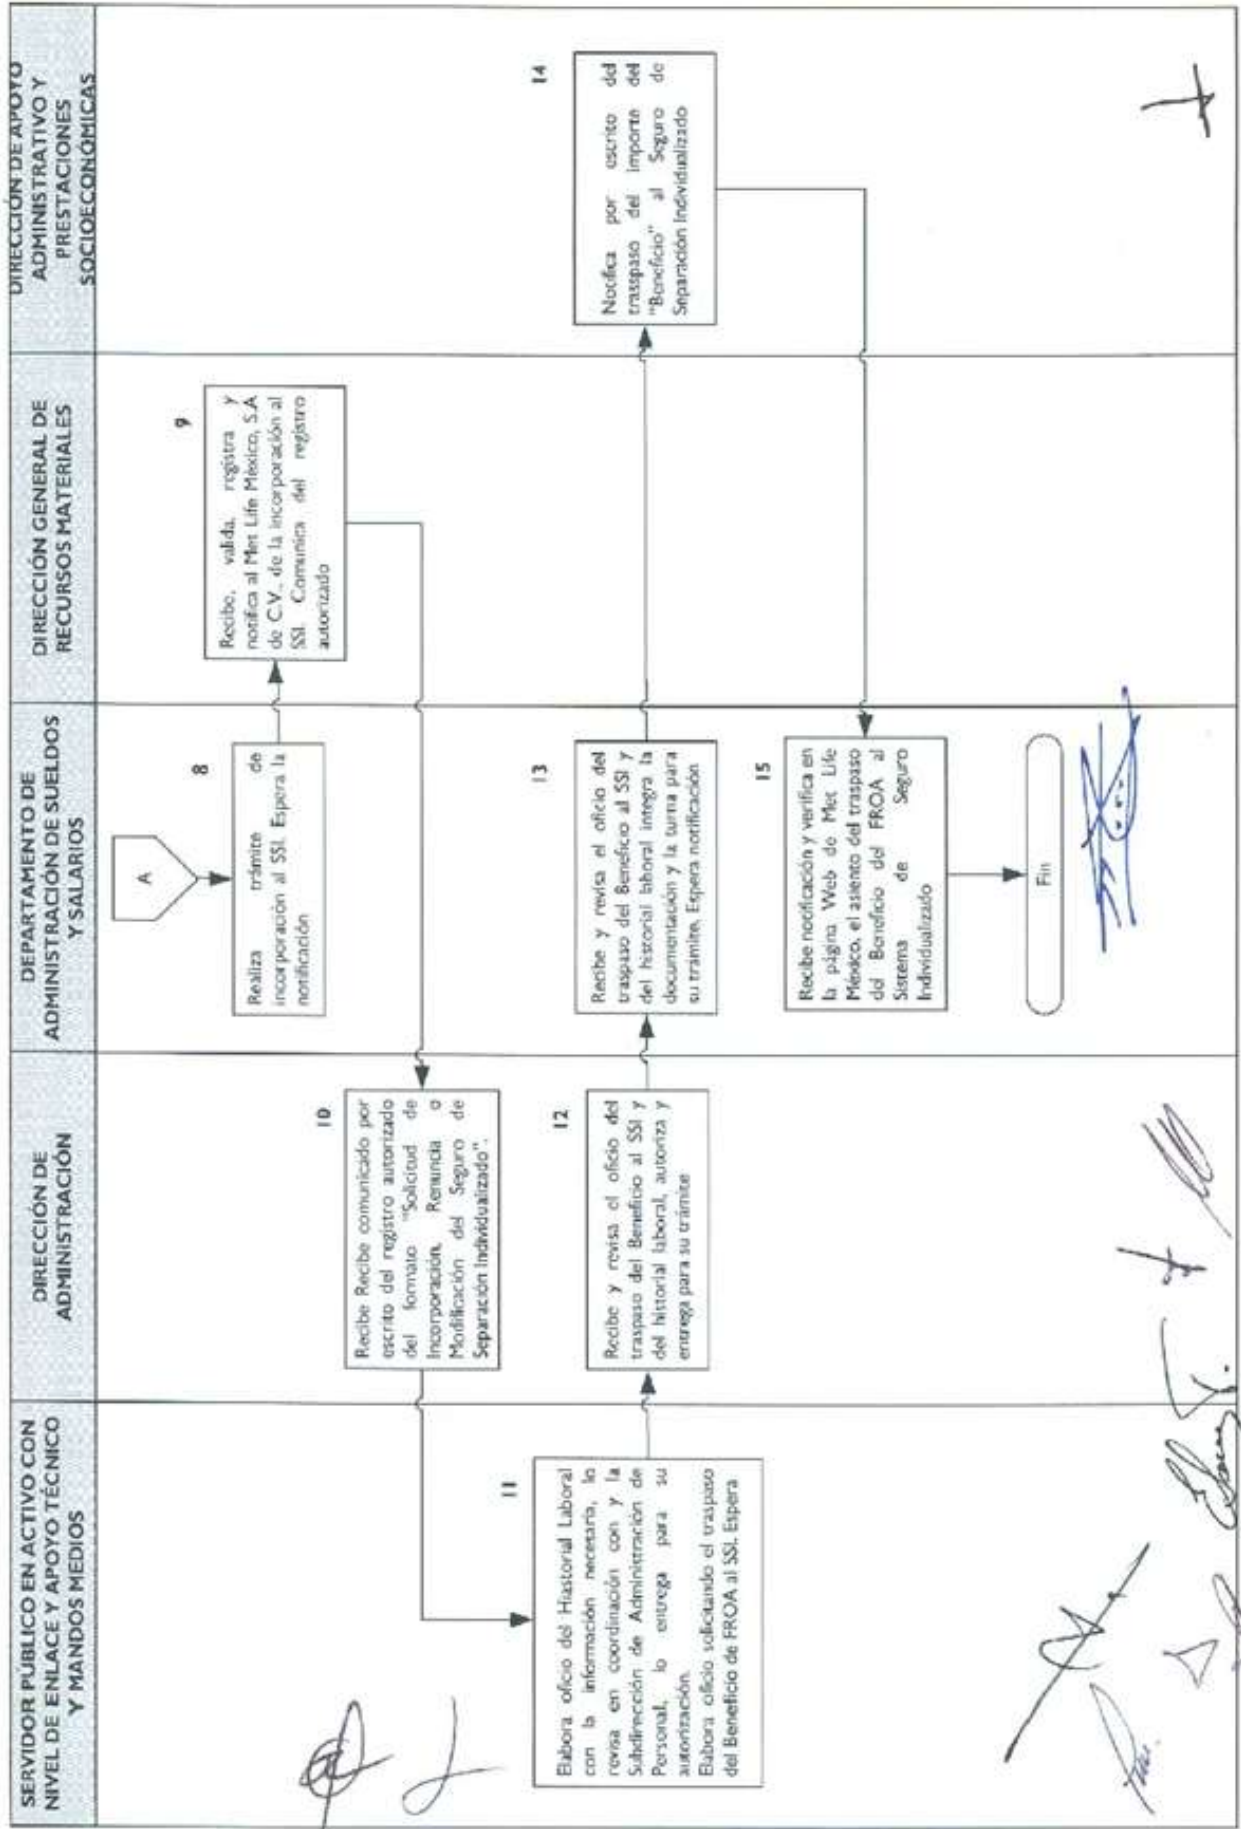 SERVIDOR PUBLICO EN ACTIVO CON
NIVEL DE ENLACE Y APOYO TÉCNICO
Y MANDOS MEDIOS
DIRECCIÓN DE
ADMINISTRACIÓN
DEPARTAMENTO DE
ADMINISTRACIÓN DE SUELDOS
Y SALARIOS
DIRECCIÓN GENERAL DE
RECURSOS MATERIALES
DIRECCIÓN DE APOYO
ADMINISTRATIVO Y
PRESTACIONES
SOCIOECONÓMICAS
A
8
Realiza trámite de
incorporación al SSI. Espera la
notificación
9
Recibe, valida, registra y
notifica al Met Life México, S.A
de C.V., de la incorporación al
SSI. Comunica del registro
autorizado
10
Recibe Recibe comunicado por
escrito del registro autorizado
del formato "Solicitud de
Incorporación, Renuncia o
Modificación del Seguro de
Separación Individualizado".
11
Elabora oficio del Hiastorial Laboral
con la información necesaria, lo
revisa en coordinación con y la
Subdirección de Administración de
Personal, lo entrega para su
autorización.
Elabora oficio solicitando el traspaso
del Beneficio de FROA al SSI. Espera
12
Recibe y revisa el oficio del
traspaso del Beneficio al SSI y
del historial laboral, autoriza y
entrega para su trámite
13
Recibe y revisa el oficio del
traspaso del Beneficio al SSI y
del historial laboral integra la
documentación y la turna para
su trámite. Espera notificación
14
Notifica por escrito del
trasspaso del importe del
"Beneficio" al Seguro de
Separación Individualizado
15
Recibe notificación y verifica en
la página Web de Met Life
México, el asiento del traspaso
del Beneficio del FROA al
Sistema de Seguro
Individualizado
Fin